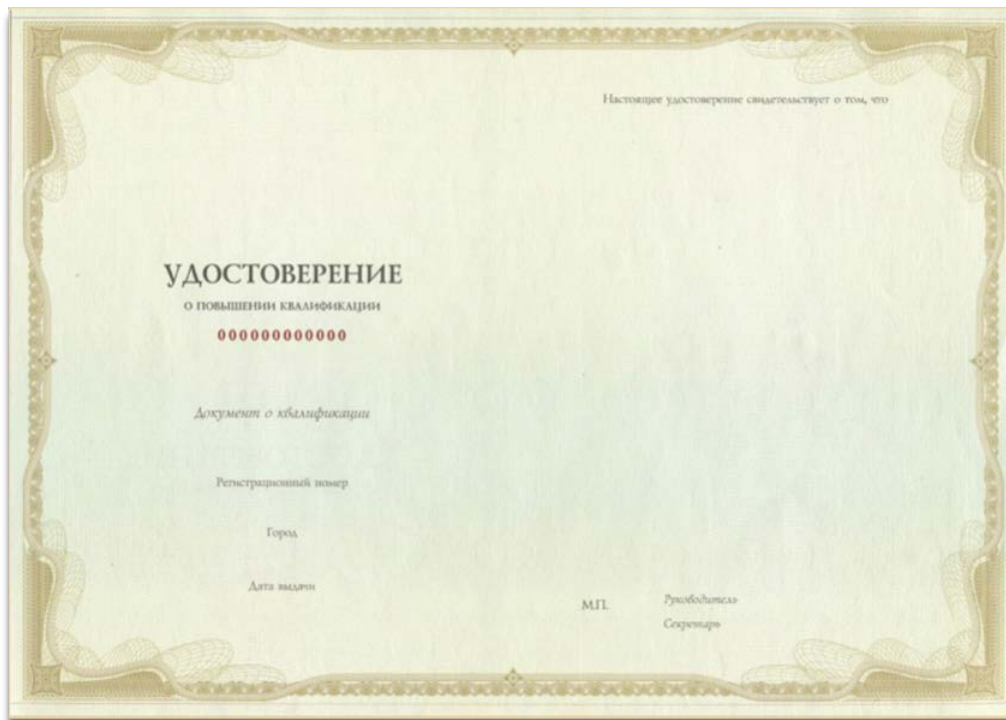 УДОСТОВЕРЕНИЕ
О ПОВЫШЕНИИ КВАЛИФИКАЦИИ
000000000000
Документ о квалификации
Регистрационный номер
Город
Дата выдачи
Настоящее удостоверение свидетельствует о том, что
М.П.
Руководитель
Секретарь